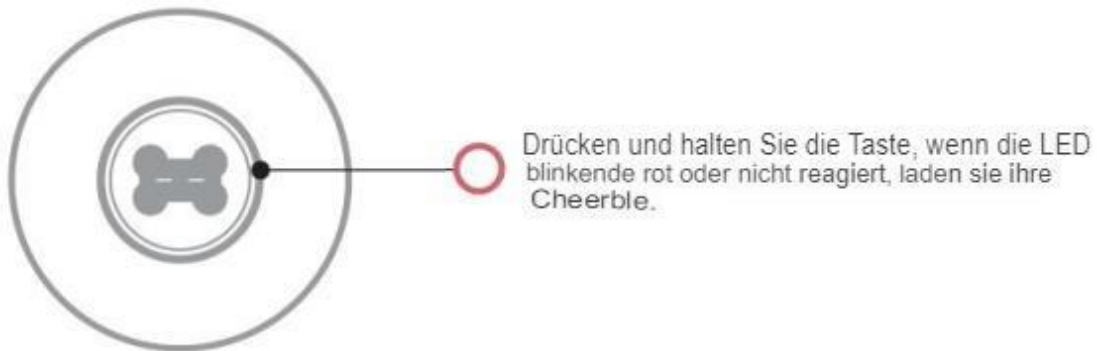 Drücken und halten Sie die Taste, wenn die LED
blinkende rot oder nicht reagiert, laden sie ihre
Cheerble.